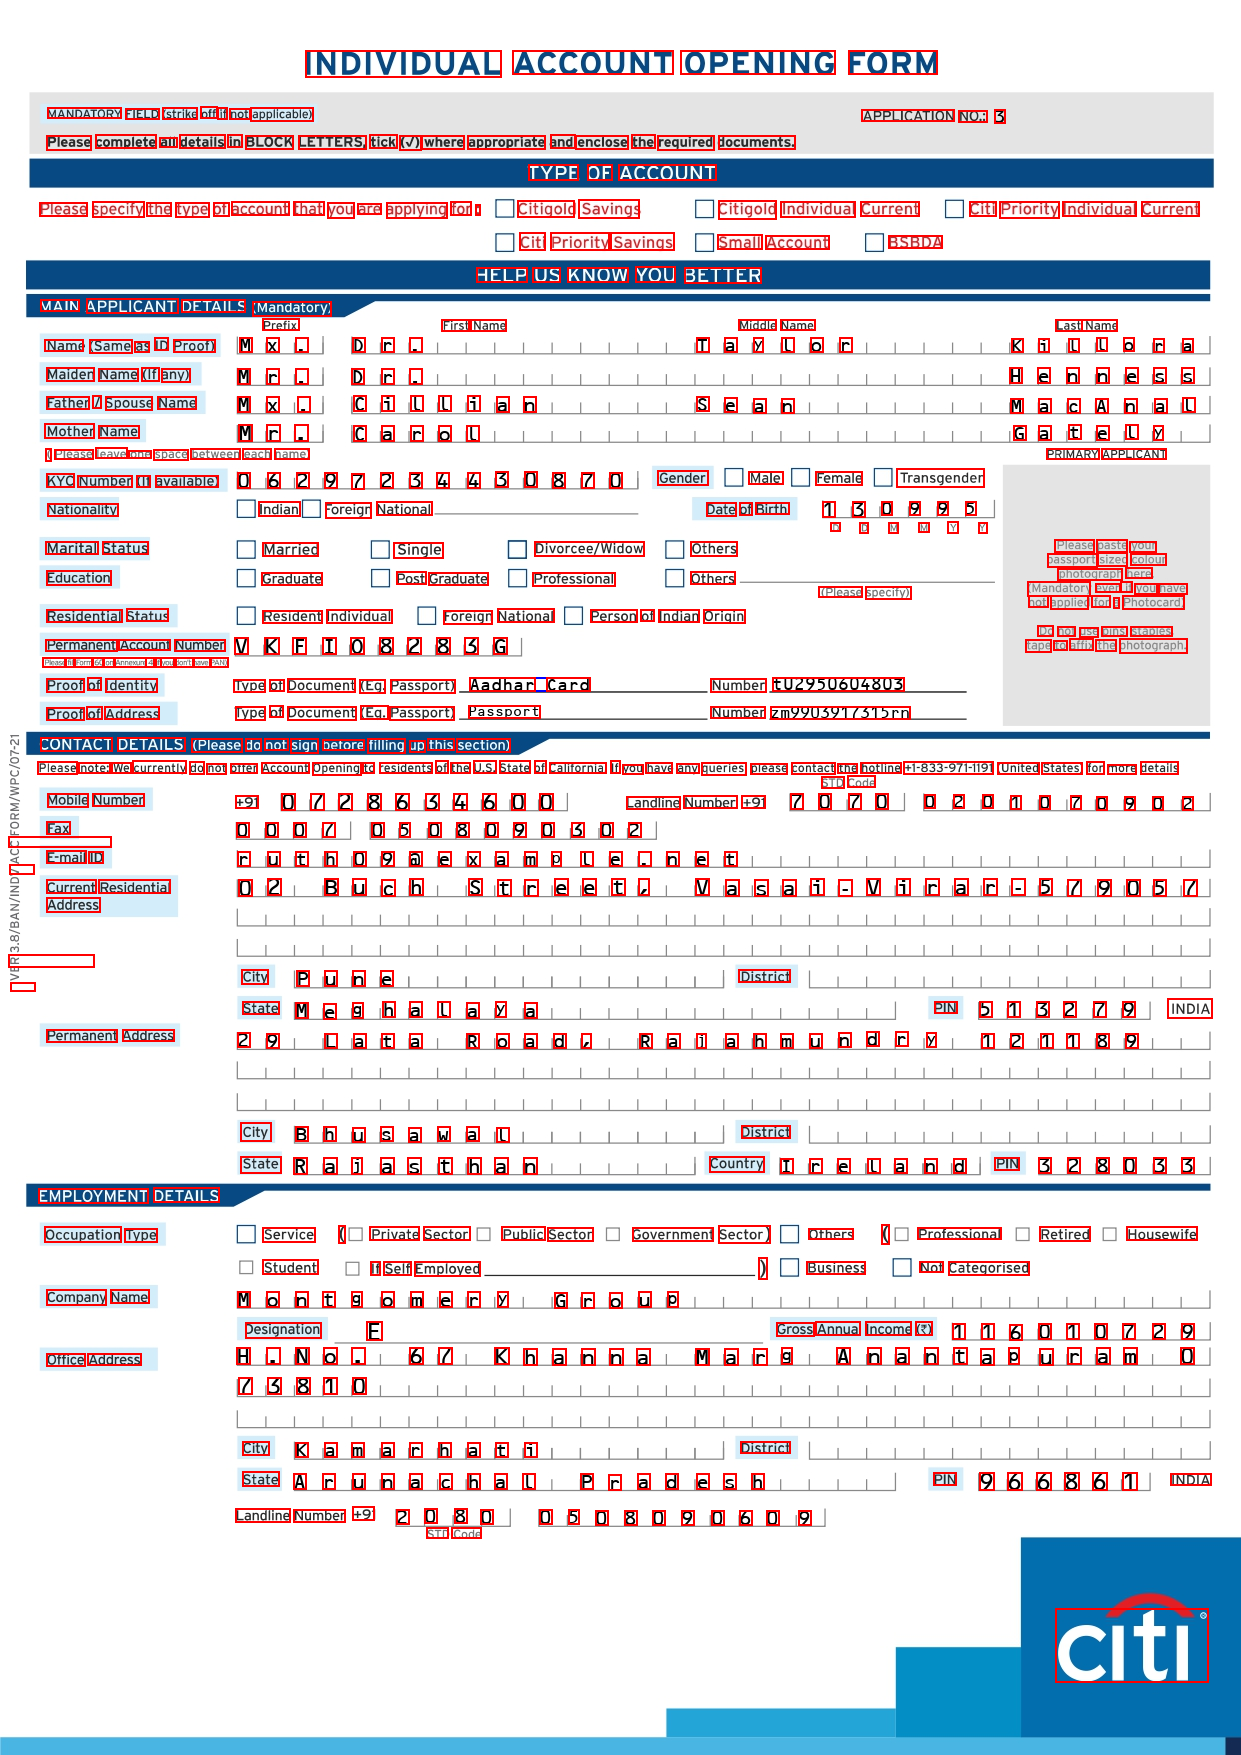 INDIVIDUAL ACCOUNT OPENING FORM
MANDATORY FIELD (strike off if not applicable)
APPLICATION NO.: 3
Please complete all details in BLOCK LETTERS, tick (✓) where appropriate and enclose the required documents.
TYPE OF ACCOUNT
Please specify the type of account that you are applying for : Citigold Savings Citigold Individual Current Citi Priority Individual Current
Citi Priority Savings Small Account BSBDA
HELP US KNOW YOU BETTER
MAIN APPLICANT DETAILS (Mandatory)
Prefix First Name Middle Name Last Name
Name (Same as ID Proof) Mx. Dr. Taylor Killora
Maiden Name (If any) Mr. Dr. Henness
Father / Spouse Name Mx. Cillian Sean MacAnal
Mother Name Mr. Carol Gately
( Please leave one space between each name)
PRIMARY APPLICANT
KYC Number (If available) 06297234430870 Gender Male Female Transgender
Nationality Indian Foreign National Date of Birth 130995
D D M M Y Y
Marital Status Married Single Divorcee/Widow Others
Education Graduate Post Graduate Professional Others
(Please specify)
Please paste your
passport sized colour
photograph here
(Mandatory even if you have
not applied for a Photocard)
Do not use pins, staples,
tape to affix the photograph.
Residential Status Resident Individual Foreign National Person of Indian Origin
Permanent Account Number VKFI08283G
(Please fill Form 60 or Annexure 4 if you don't have PAN)
Proof of Identity Type of Document (Eg. Passport) Aadhar Card Number tU2950604803
Proof of Address Type of Document (Eg. Passport) Passport Number zm9903917315rn
CONTACT DETAILS (Please do not sign before filling up this section)
Please note: We currently do not offer Account Opening to residents of the U.S. State of California. If you have any queries, please contact the hotline +1-833-971-1191 (United States) for more details
STD Code
Mobile Number +91 0728634600 Landline Number +91 7070 0201070902
Fax 0007 0508090302
E-mail ID ruth09@example.net
Current Residential 02 Buch Street, Vasai-Virar-579057
Address
City Pune District
State Meghalaya PIN 513279 INDIA
Permanent Address 29 Lata Road, Rajahmundry 121189
City Bhusawal District
State Rajasthan Country Ireland PIN 328033
EMPLOYMENT DETAILS
Occupation Type Service ( Private Sector Public Sector Government Sector) Others ( Professional Retired Housewife
Student If Self Employed ) Business Not Categorised
Company Name Montgomery Group
Designation E Gross Annual Income (₹) 116010729
Office Address H.No. 67 Khanna Marg Anantapuram 0
73810
City Kamarhati District
State Arunachal Pradesh PIN 966861 INDIA
Landline Number +91 2080 0508090609
STD Code
VER 3.8/BAN/IND/ACC FORM/WPC/07-21
citi®